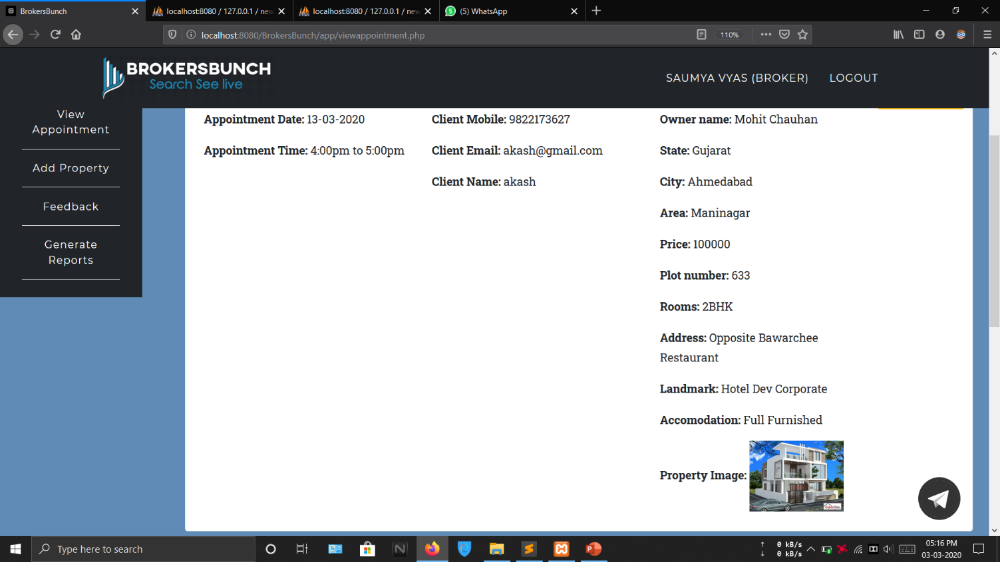 BrokersBunch
localhost:8080 / 127.0.0.1 / new
localhost:8080 / 127.0.0.1 / new
(5) WhatsApp
localhost:8080/BrokersBunch/app/viewappointment.php
110%
BROKERSBUNCH
Search See live
SAUMYA VYAS (BROKER)
LOGOUT
View
Appointment
Add Property
Feedback
Generate
Reports
Appointment Date: 13-03-2020
Appointment Time: 4:00pm to 5:00pm
Client Mobile: 9822173627
Client Email: akash@gmail.com
Client Name: akash
Owner name: Mohit Chauhan
State: Gujarat
City: Ahmedabad
Area: Maninagar
Price: 100000
Plot number: 633
Rooms: 2BHK
Address: Opposite Bawarchee
Restaurant
Landmark: Hotel Dev Corporate
Accomodation: Full Furnished
Property Image:
Type here to search
0 kB/s
0 kB/s
05:16 PM
03-03-2020